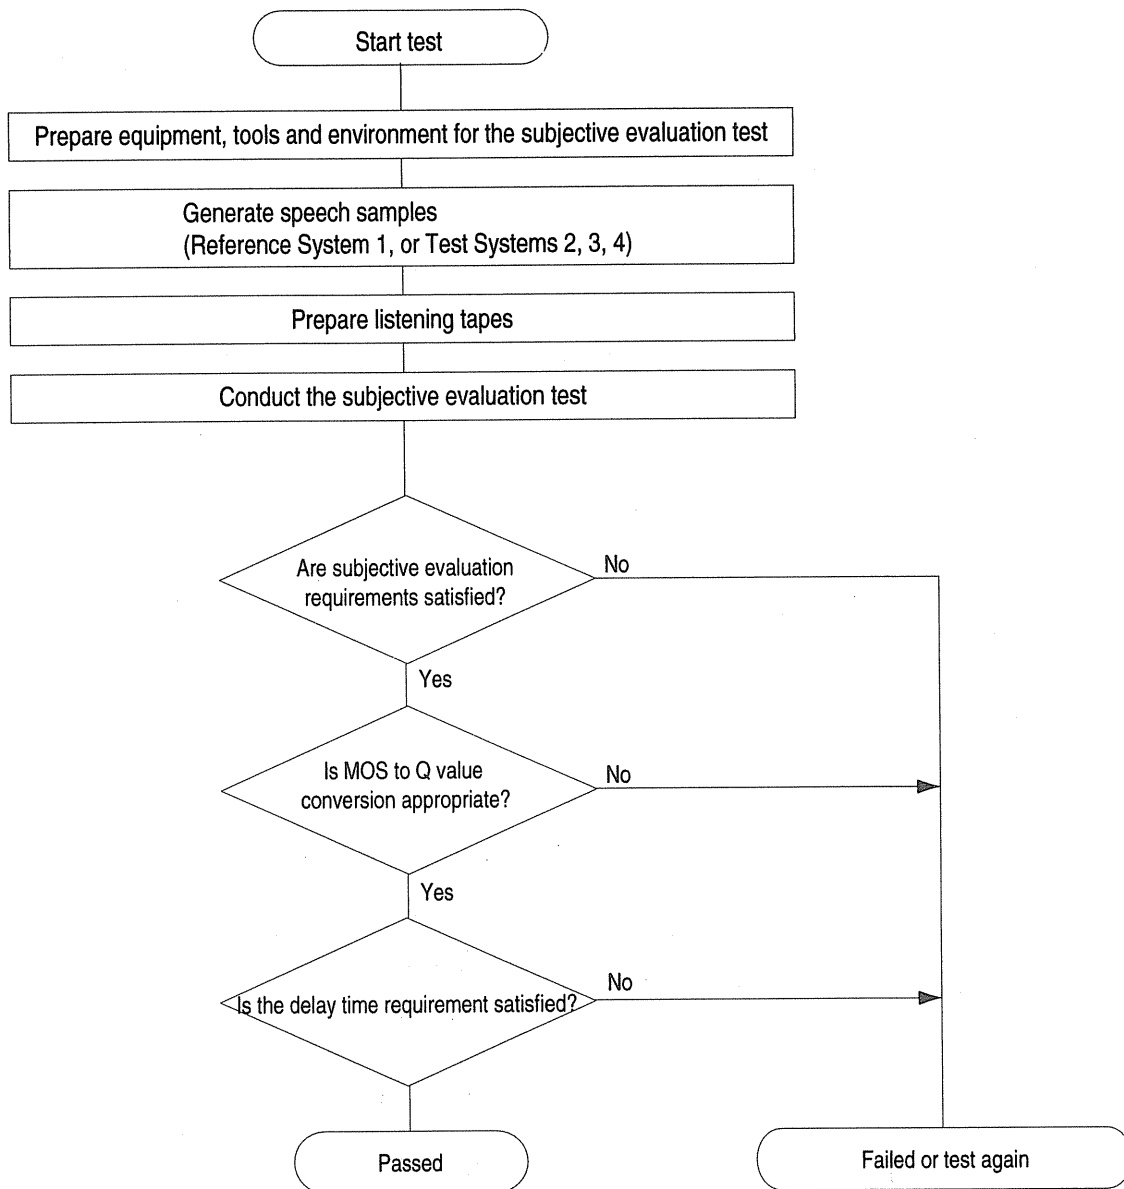 Start test
Prepare equipment, tools and environment for the subjective evaluation test
Generate speech samples
(Reference System 1, or Test Systems 2, 3, 4)
Prepare listening tapes
Conduct the subjective evaluation test
Are subjective evaluation
requirements satisfied?
No
Yes
Is MOS to Q value
conversion appropriate?
No
Yes
Is the delay time requirement satisfied?
No
Passed
Failed or test again